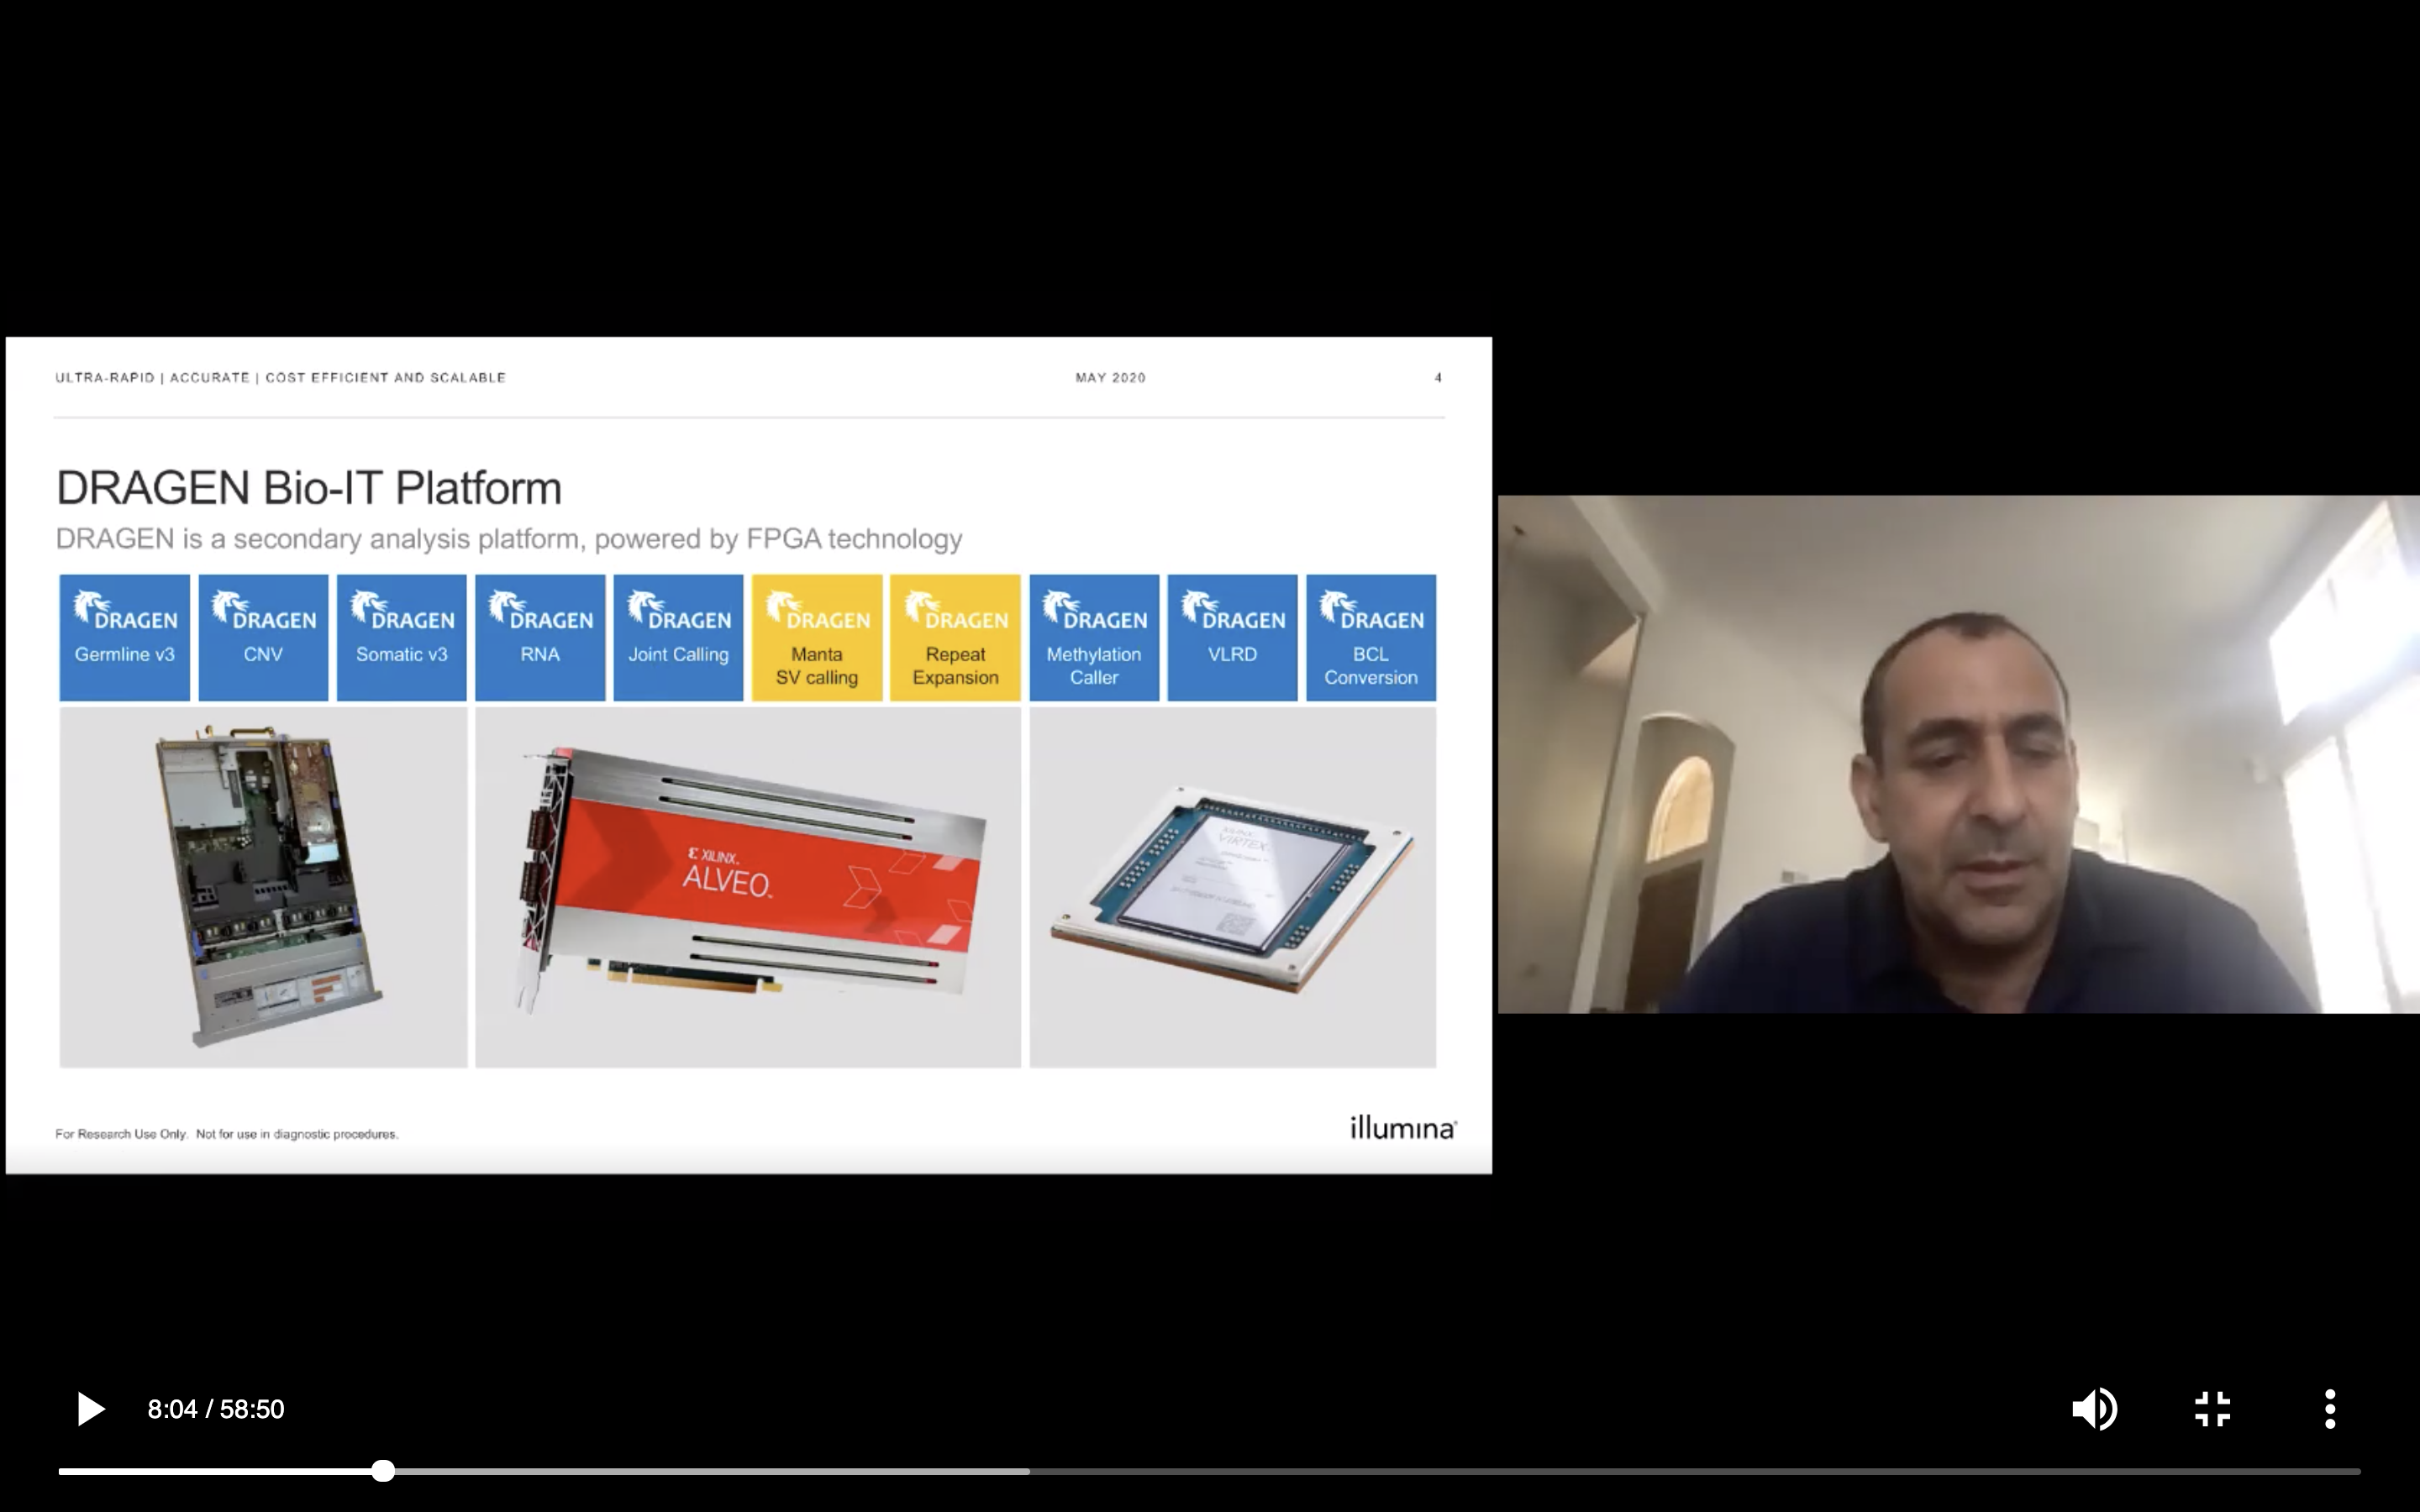 ULTRA-RAPID | ACCURATE | COST EFFICIENT AND SCALABLE
MAY 2020
4
DRAGEN Bio-IT Platform
DRAGEN is a secondary analysis platform, powered by FPGA technology
DRAGEN
Germline v3
DRAGEN
CNV
DRAGEN
Somatic v3
DRAGEN
RNA
DRAGEN
Joint Calling
DRAGEN
Manta
SV calling
DRAGEN
Repeat
Expansion
DRAGEN
Methylation
Caller
DRAGEN
VLRD
DRAGEN
BCL
Conversion
XILINX.
ALVEO.
XILINX
VIRTEX
For Research Use Only. Not for use in diagnostic procedures.
illumina
8:04 / 58:50